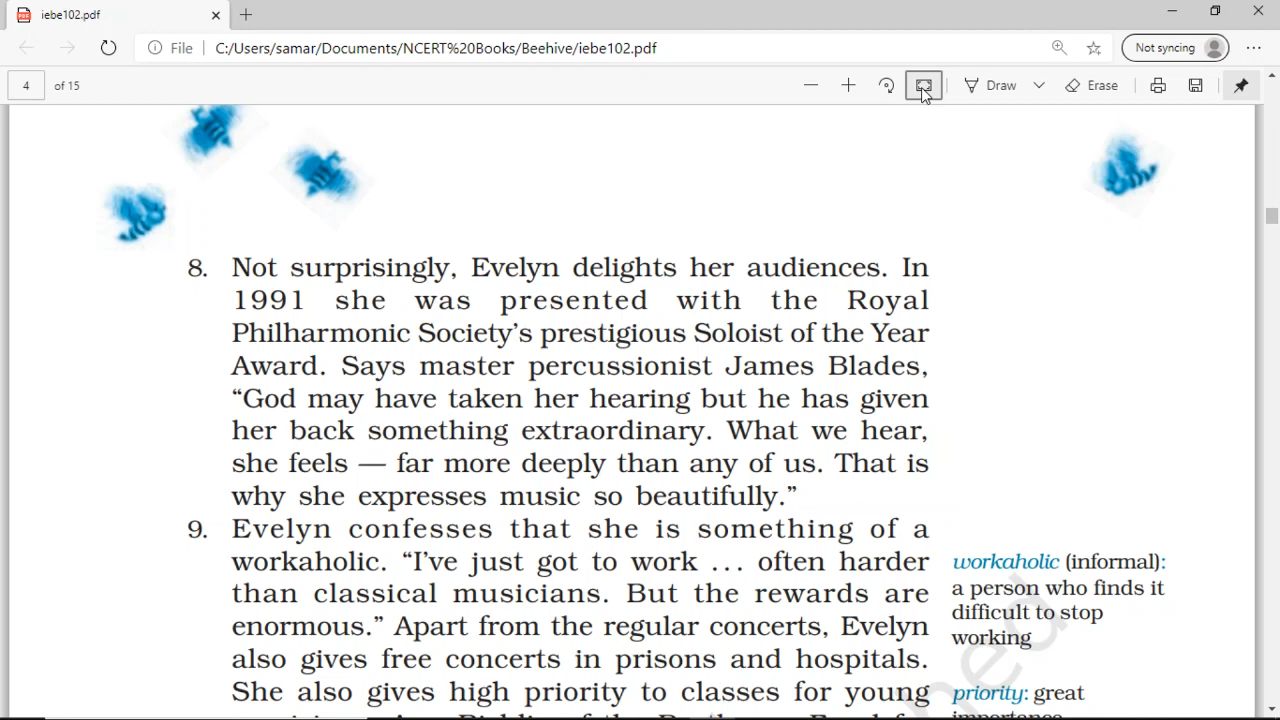 iebe102.pdf
File C:/Users/samar/Documents/NCERT%20Books/Beehive/iebe102.pdf Not syncing
4 of 15 Draw Erase
8. Not surprisingly, Evelyn delights her audiences. In
1991 she was presented with the Royal
Philharmonic Society's prestigious Soloist of the Year
Award. Says master percussionist James Blades,
“God may have taken her hearing but he has given
her back something extraordinary. What we hear,
she feels — far more deeply than any of us. That is
why she expresses music so beautifully.”
9. Evelyn confesses that she is something of a
workaholic. “I've just got to work ... often harder
than classical musicians. But the rewards are
enormous.” Apart from the regular concerts, Evelyn
also gives free concerts in prisons and hospitals.
She also gives high priority to classes for young
workaholic (informal):
a person who finds it
difficult to stop
working
priority: great
importance